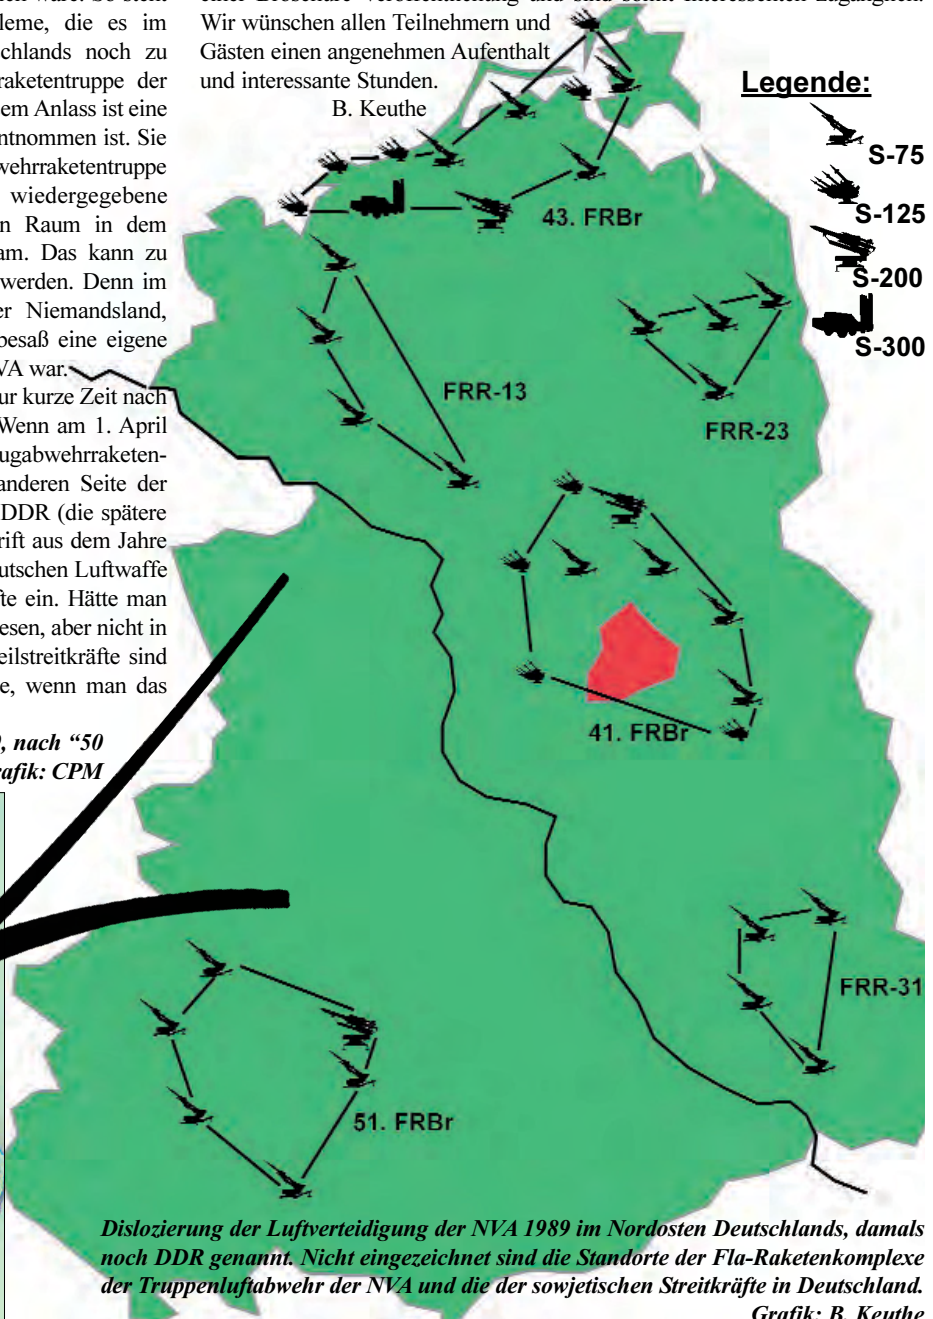 leme, die es im
schlands noch zu
raketentruppe der
em Anlass ist eine
ntnommen ist. Sie
wehrraketentruppe
wiedergegebene
n Raum in dem
am. Das kann zu
werden. Denn im
er Niemandsland,
besaß eine eigene
VA war.
ur kurze Zeit nach
Wenn am 1. April
ugabwehrraketen-
anderen Seite der
DDR (die spätere
rift aus dem Jahre
utschen Luftwaffe
fte ein. Hätte man
esen, aber nicht in
eilstreitkräfte sind
e, wenn man das
, nach “50
rafik: CPM
Wir wünschen allen Teilnehmern und
Gästen einen angenehmen Aufenthalt
und interessante Stunden.
B. Keuthe
Legende:
S-75
S-125
S-200
S-300
43. FRBr
FRR-13
FRR-23
41. FRBr
FRR-31
51. FRBr
Dislozierung der Luftverteidigung der NVA 1989 im Nordosten Deutschlands, damals
noch DDR genannt. Nicht eingezeichnet sind die Standorte der Fla-Raketenkomplexe
der Truppenluftabwehr der NVA und die der sowjetischen Streitkräfte in Deutschland.
Grafik: B. Keuthe